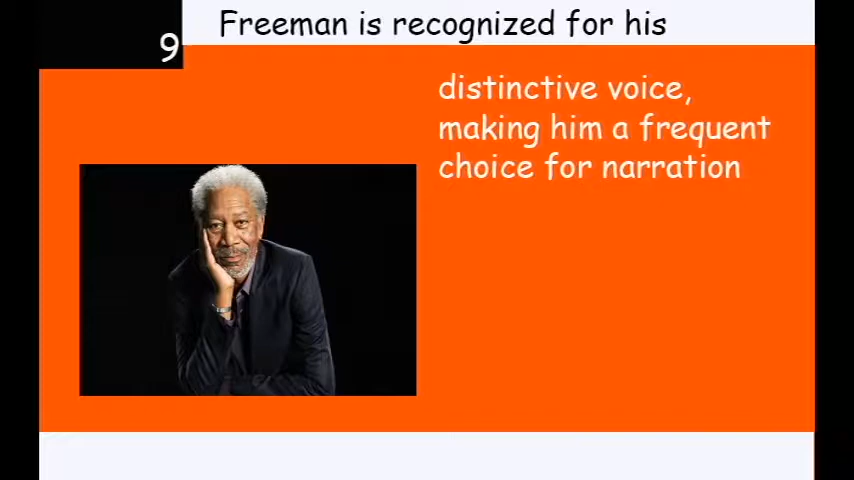 9
Freeman is recognized for his
distinctive voice,
making him a frequent
choice for narration